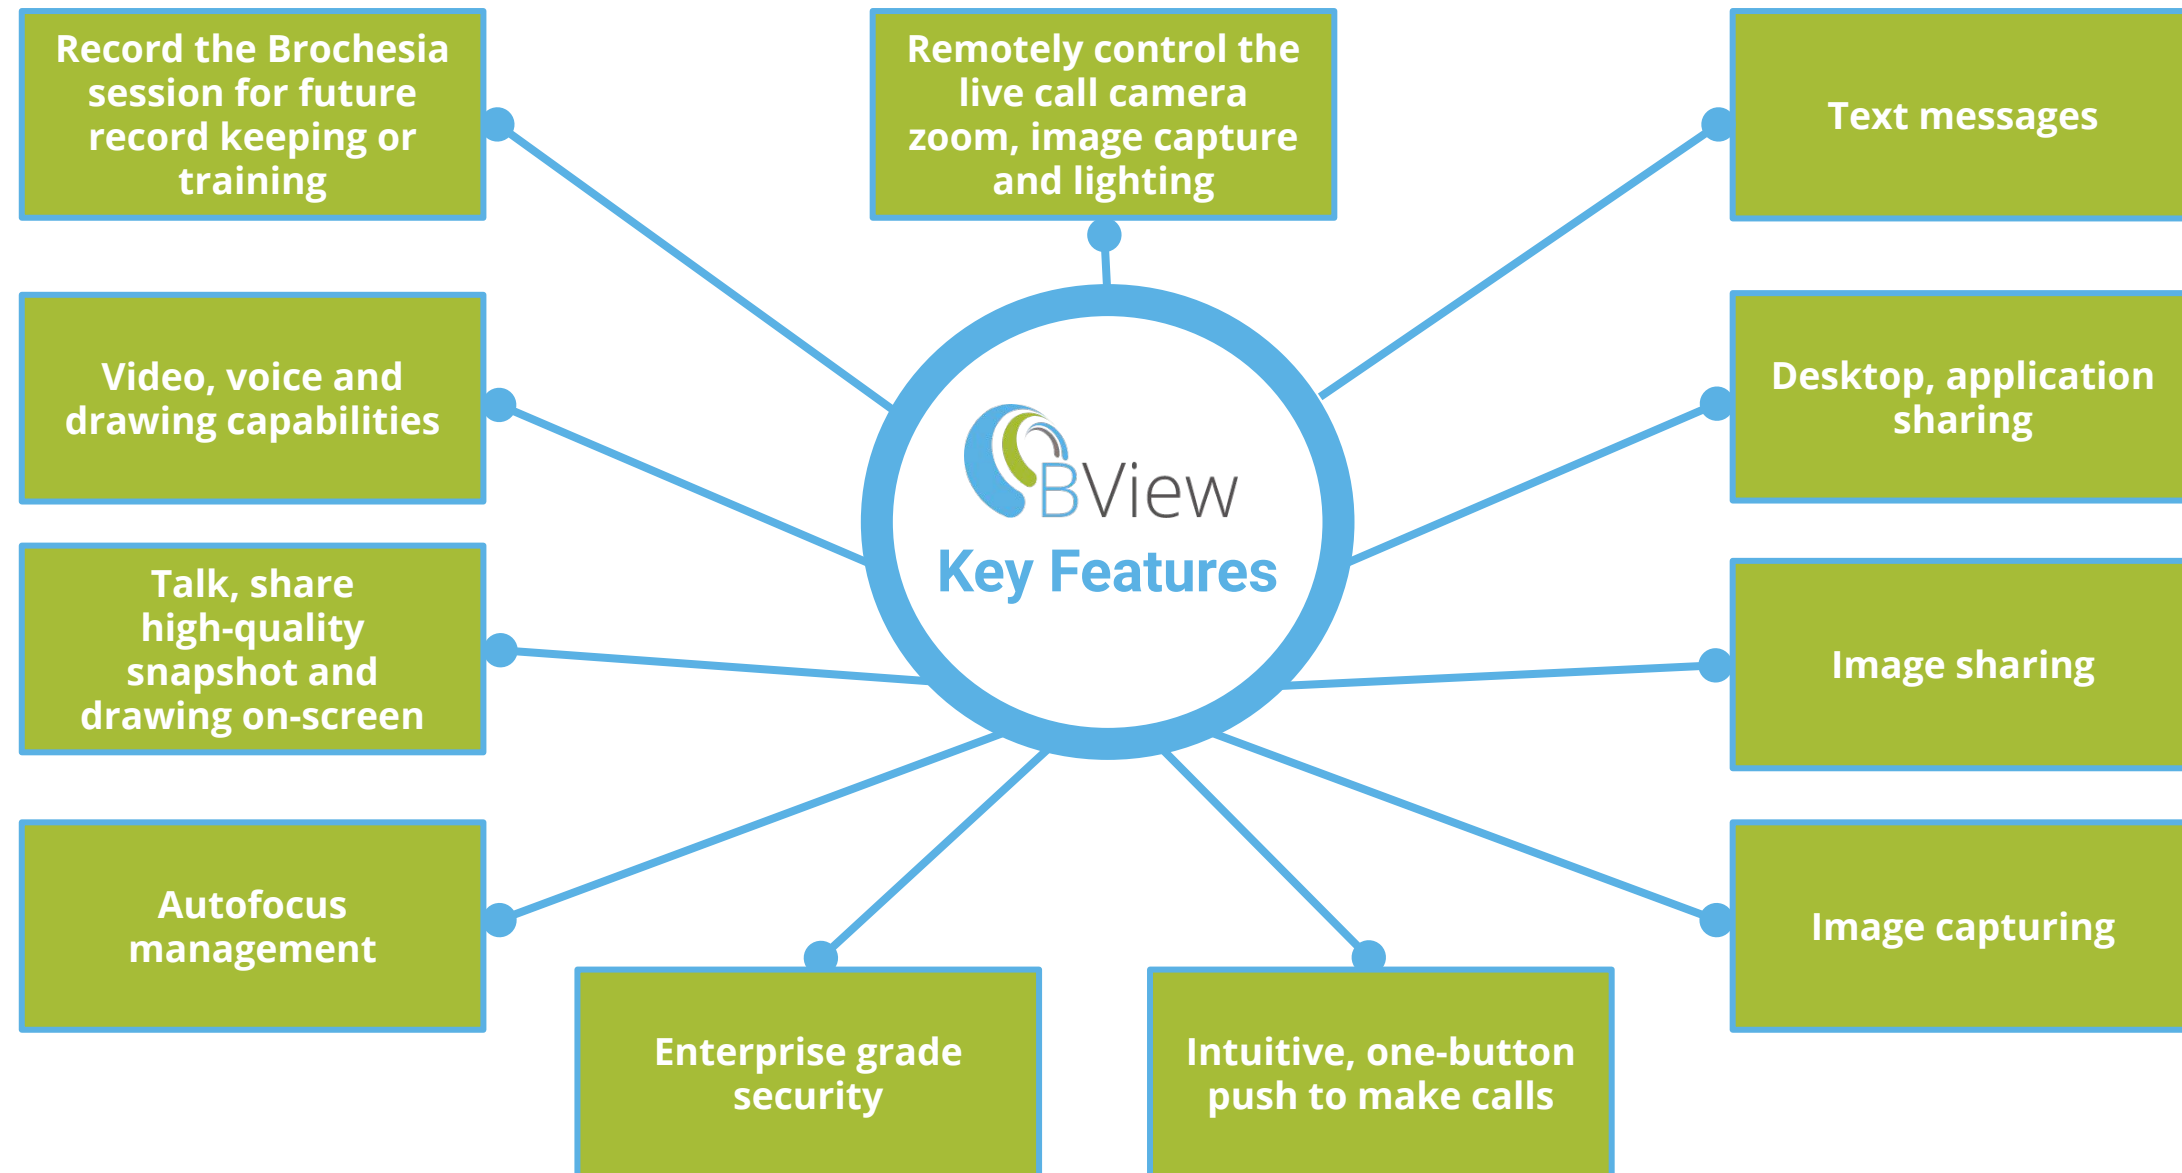 Record the Brochesia
session for future
record keeping or
training
Remotely control the
live call camera
zoom, image capture
and lighting
Text messages
Video, voice and
drawing capabilities
Desktop, application
sharing
BView
Key Features
Talk, share
high-quality
snapshot and
drawing on-screen
Image sharing
Autofocus
management
Image capturing
Enterprise grade
security
Intuitive, one-button
push to make calls